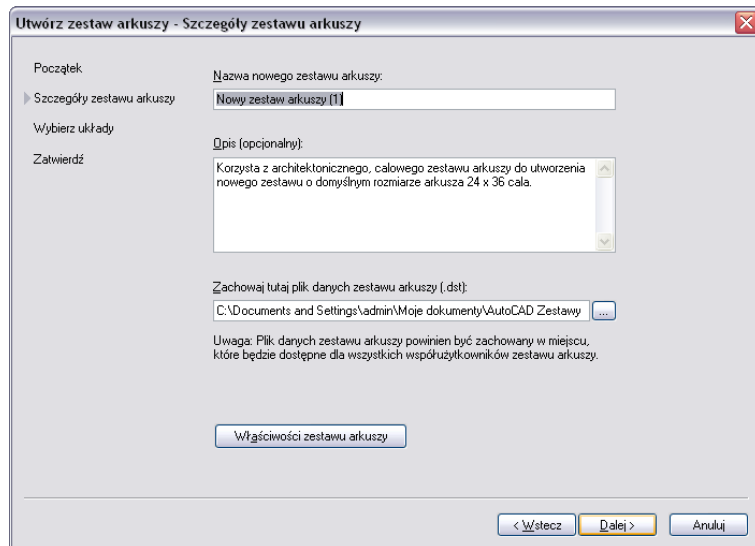 Utwórz zestaw arkuszy - Szczegóły zestawu arkuszy
Początek
Szczegóły zestawu arkuszy
Wybierz układy
Zatwierdź
Nazwa nowego zestawu arkuszy:
Nowy zestaw arkuszy (1)
Opis (opcjonalny):
Korzysta z architektonicznego, calowego zestawu arkuszy do utworzenia
nowego zestawu o domyślnym rozmiarze arkusza 24 x 36 cala.
Zachowaj tutaj plik danych zestawu arkuszy (.dst):
C:\Documents and Settings\admin\Moje dokumenty\AutoCAD Zestawy
...
Uwaga: Plik danych zestawu arkuszy powinien być zachowany w miejscu,
które będzie dostępne dla wszystkich współużytkowników zestawu arkuszy.
Właściwości zestawu arkuszy
< Wstecz
Dalej >
Anuluj